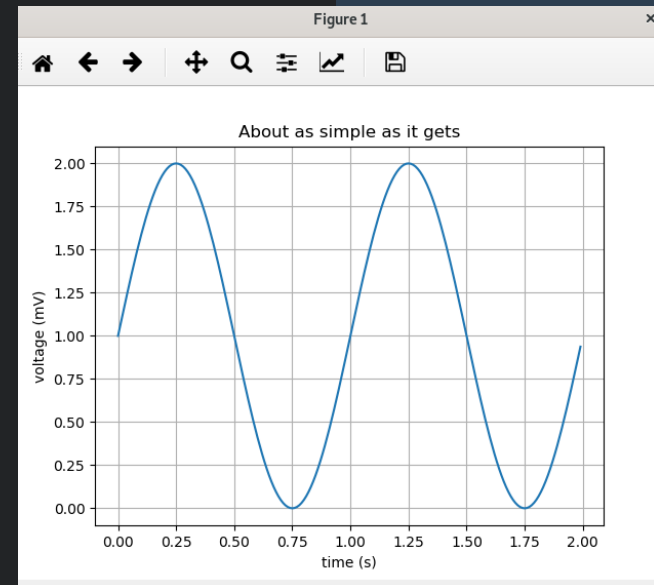 Figure 1
×
About as simple as it gets
2.00
1.75
1.50
1.25
1.00
0.75
0.50
0.25
0.00
voltage (mV)
0.00 0.25 0.50 0.75 1.00 1.25 1.50 1.75 2.00
time (s)